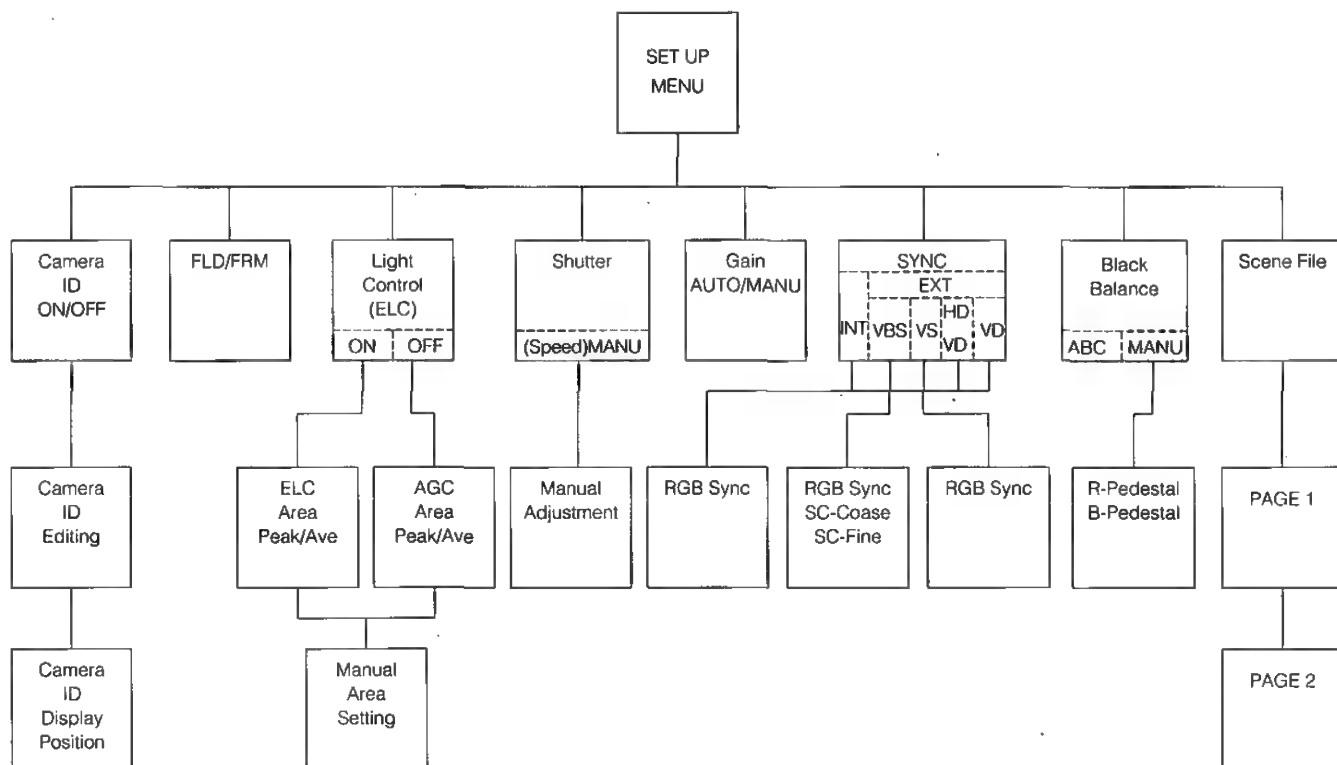 SET UP
MENU
Camera
ID
ON/OFF
FLD/FRM
Light
Control
(ELC)
ON
OFF
Shutter
(Speed)MANU
Gain
AUTO/MANU
SYNC
EXT
INT
VBS
VS
HD
VD
VD
Black
Balance
ABC
MANU
Scene File
Camera
ID
Editing
ELC
Area
Peak/Ave
AGC
Area
Peak/Ave
Manual
Adjustment
RGB Sync
RGB Sync
SC-Coase
SC-Fine
RGB Sync
R-Pedestal
B-Pedestal
PAGE 1
Camera
ID
Display
Position
Manual
Area
Setting
PAGE 2